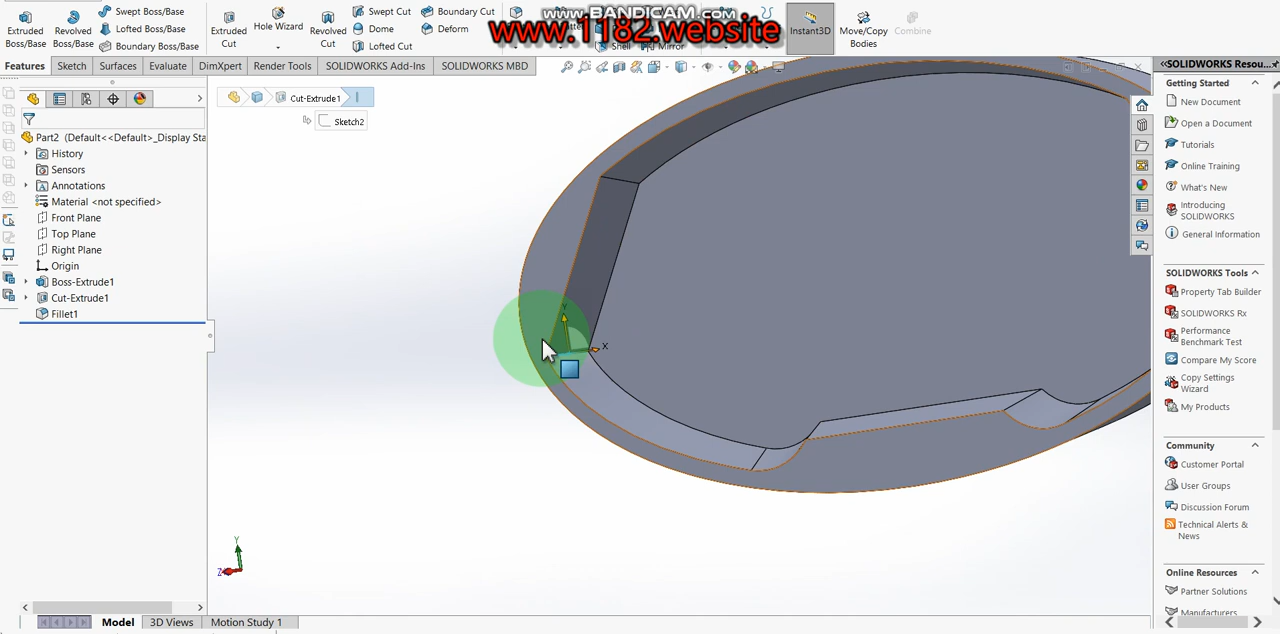 Extruded Boss/Base
Revolved Boss/Base
Swept Boss/Base
Lofted Boss/Base
Boundary Boss/Base
Extruded Cut
Hole Wizard
Revolved Cut
Swept Cut
Dome
Lofted Cut
Boundary Cut
Deform
Shell
Mirror
www.BANDICAM.com
www.1182.website
Instant3D
Move/Copy Bodies
Combine
Features
Sketch
Surfaces
Evaluate
DimXpert
Render Tools
SOLIDWORKS Add-Ins
SOLIDWORKS MBD
Cut-Extrude1
Sketch2
Part2 (Default<<Default>_Display Sta
History
Sensors
Annotations
Material <not specified>
Front Plane
Top Plane
Right Plane
Origin
Boss-Extrude1
Cut-Extrude1
Fillet1
Y
X
Y
Z
Model
3D Views
Motion Study 1
SOLIDWORKS Resou...
Getting Started
New Document
Open a Document
Tutorials
Online Training
What's New
Introducing
SOLIDWORKS
General Information
SOLIDWORKS Tools
Property Tab Builder
SOLIDWORKS Rx
Performance
Benchmark Test
Compare My Score
Copy Settings
Wizard
My Products
Community
Customer Portal
User Groups
Discussion Forum
Technical Alerts &
News
Online Resources
Partner Solutions
Manufacturers